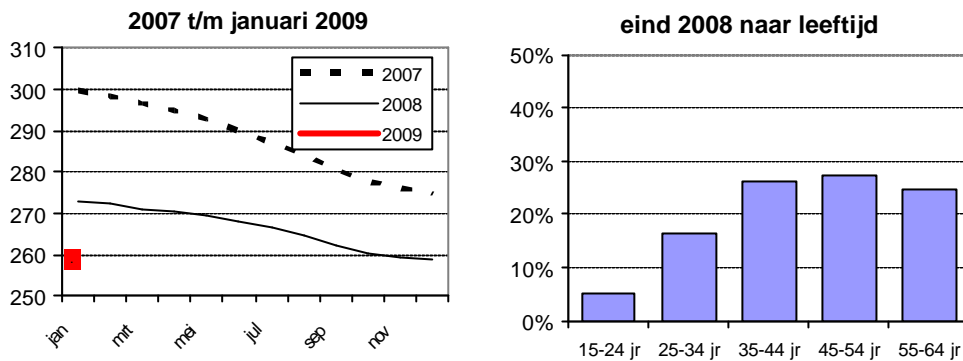 2007 t/m januari 2009
310
300
290
280
270
260
250
2007
2008
2009
jan
mrt
mei
jul
sep
nov
eind 2008 naar leeftijd
50%
40%
30%
20%
10%
0%
15-24 jr
25-34 jr
35-44 jr
45-54 jr
55-64 jr